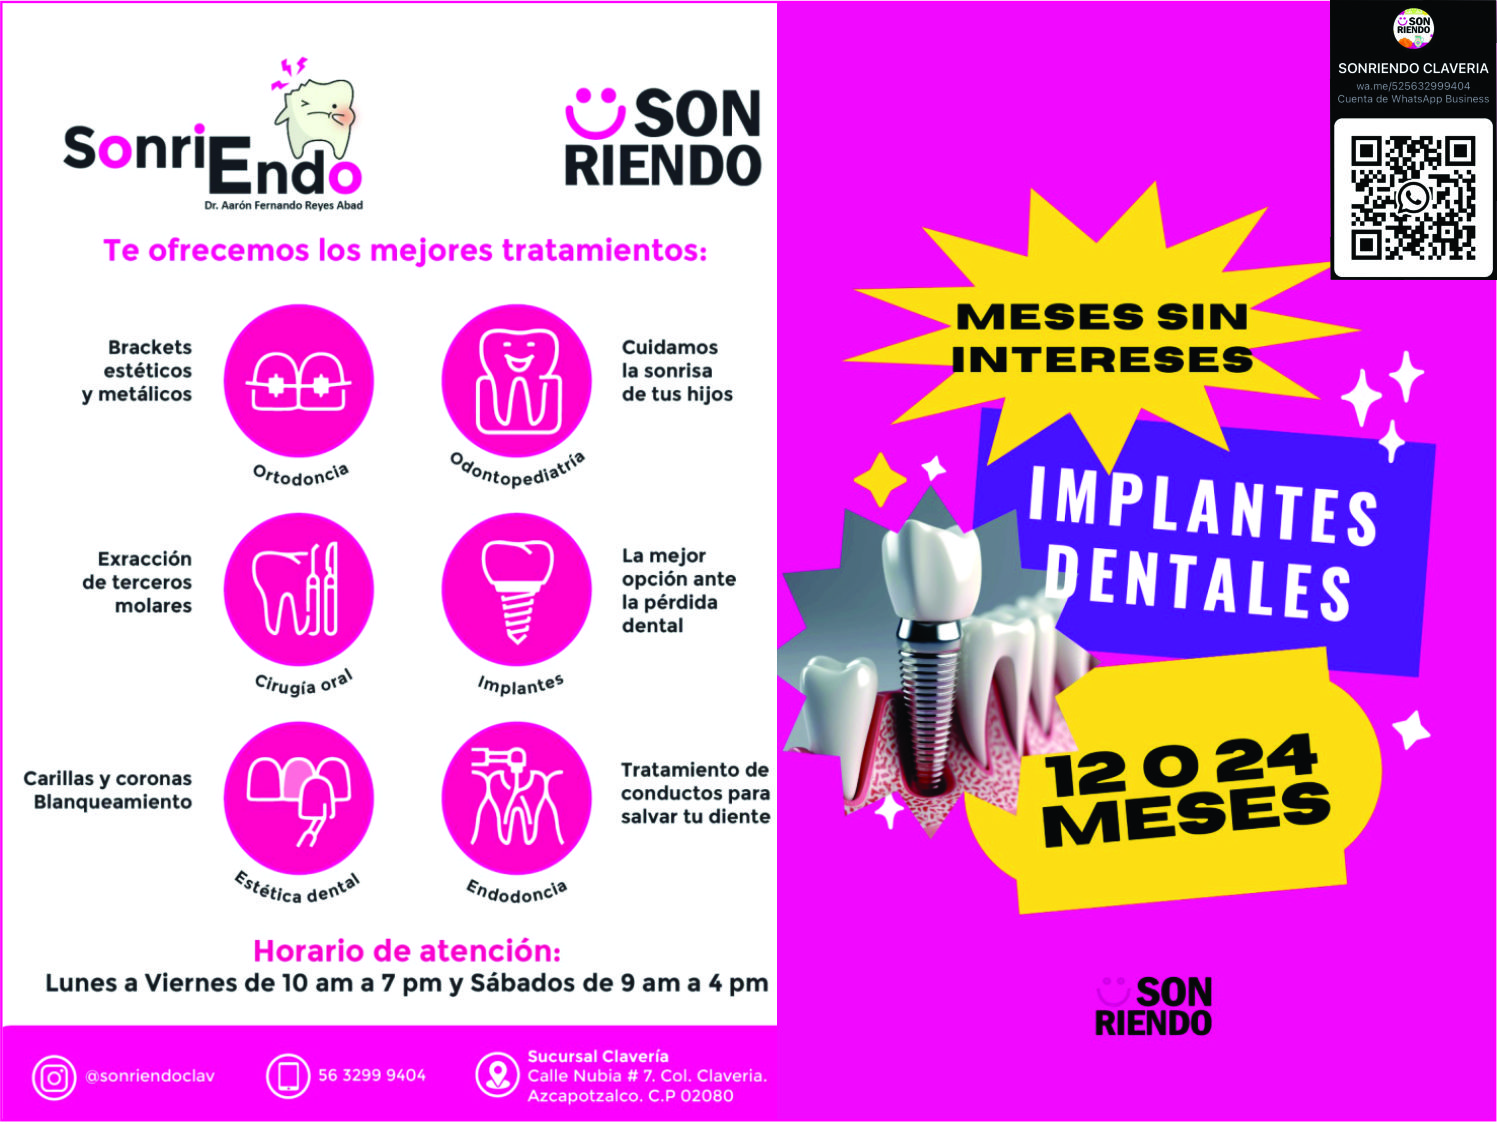 SonriEndo
Dr. Aarón Fernando Reyes Abad
SON
RIENDO
Te ofrecemos los mejores tratamientos:
Brackets
estéticos
y metálicos
Ortodoncia
Cuidamos
la sonrisa
de tus hijos
Odontopediatría
Exracción
de terceros
molares
Cirugía oral
La mejor
opción ante
la pérdida
dental
Implantes
Carillas y coronas
Blanqueamiento
Estética dental
Tratamiento de
conductos para
salvar tu diente
Endodoncia
Horario de atención:
Lunes a Viernes de 10 am a 7 pm y Sábados de 9 am a 4 pm
@sonriendoclav
56 3299 9404
Sucursal Clavería
Calle Nubia # 7. Col. Claveria.
Azcapotzalco. C.P 02080
SON
RIENDO
SONRIENDO CLAVERIA
wa.me/525632999404
Cuenta de WhatsApp Business
MESES SIN
INTERESES
IMPLANTES
DENTALES
12 O 24
MESES
SON
RIENDO